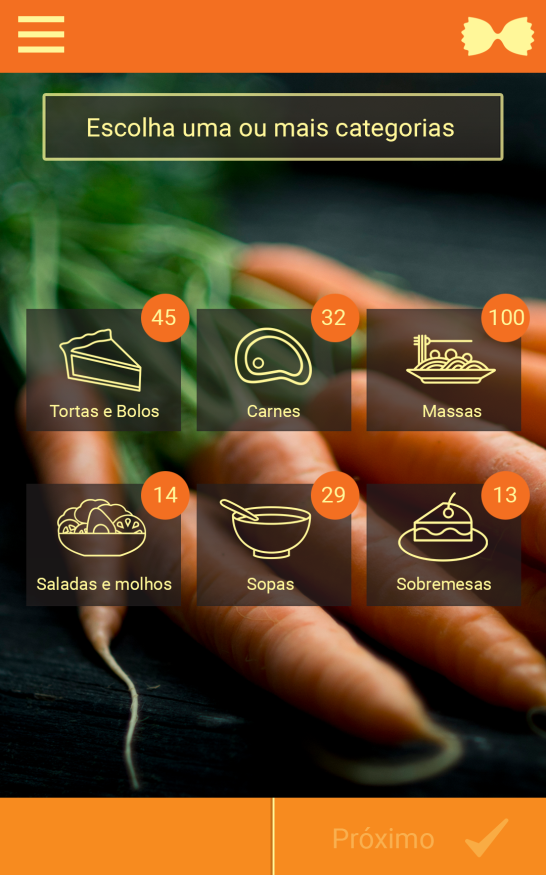 Escolha uma ou mais categorias
45
32
100
Tortas e Bolos
Carnes
Massas
14
29
13
Saladas e molhos
Sopas
Sobremesas
Próximo